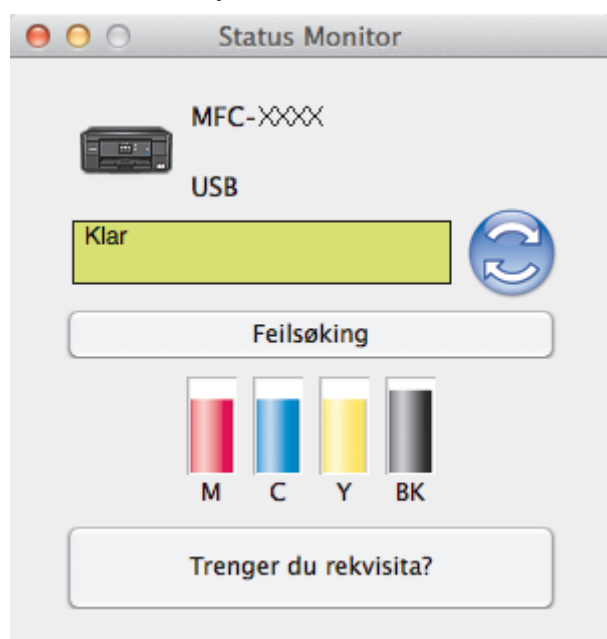 Status Monitor
MFC-XXXX
USB
Klar
Feilsøking
M C Y BK
Trenger du rekvisita?